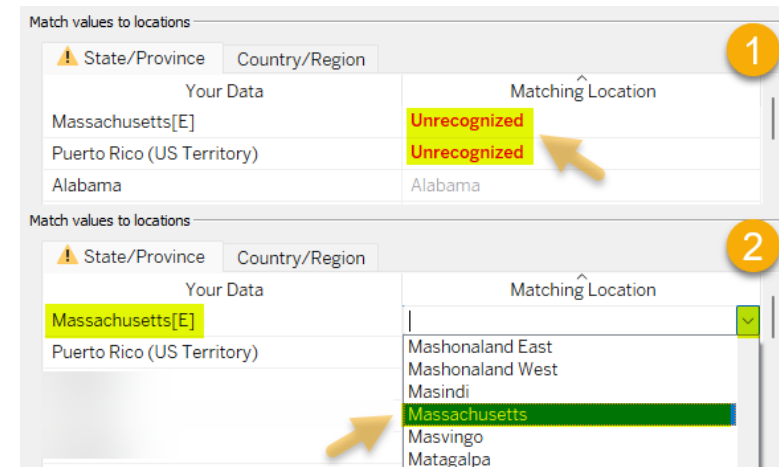 Match values to locations
State/Province Country/Region
1
Your Data Matching Location
Massachusetts[E] Unrecognized
Puerto Rico (US Territory) Unrecognized
Alabama Alabama
Match values to locations
State/Province Country/Region
2
Your Data Matching Location
Massachusetts[E]
Puerto Rico (US Territory)
Mashonaland East
Mashonaland West
Masindi
Massachusetts
Masvingo
Matagalpa